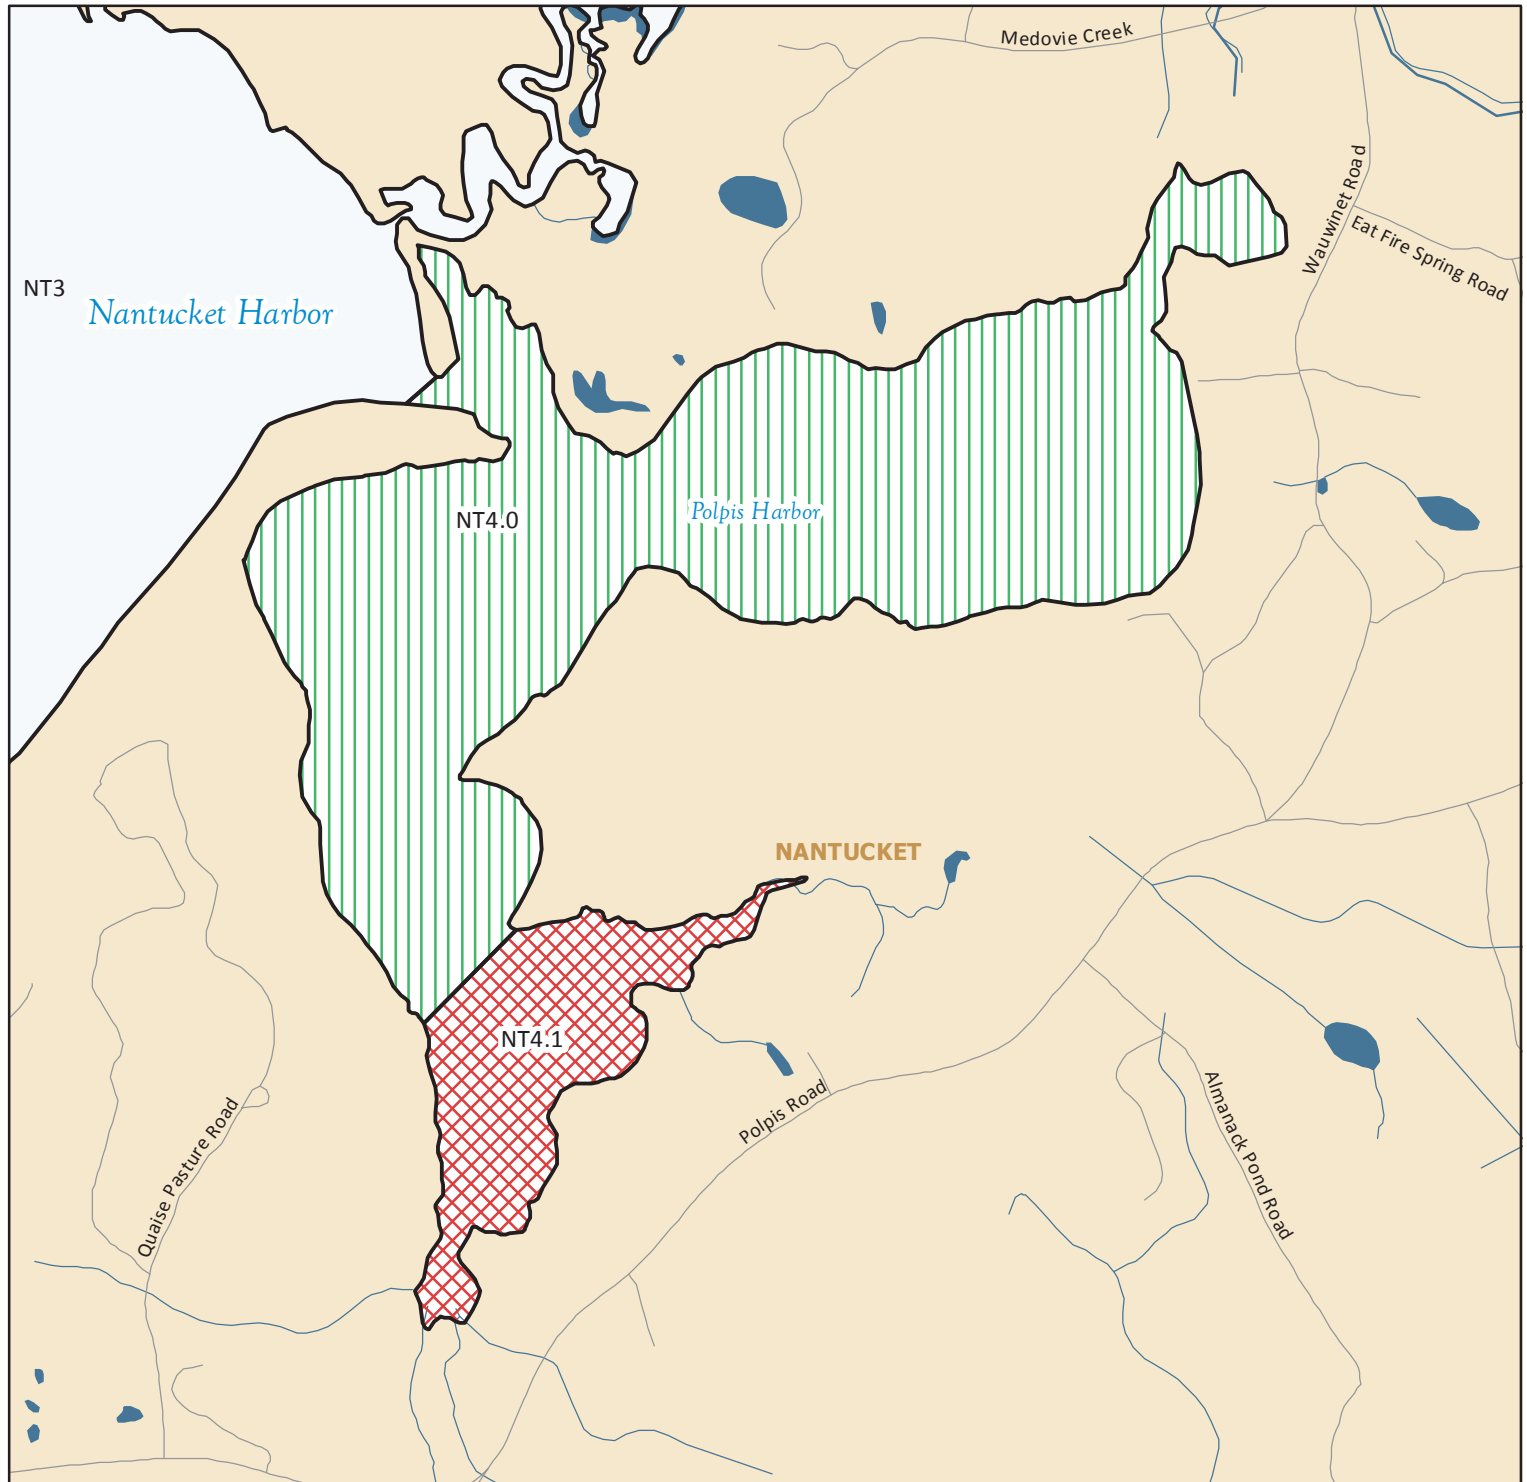 Medovie Creek
Wauwinet Road
Eat Fire Spring Road
NT3
Nantucket Harbor
Polpis Harbor
NT4.0
NANTUCKET
NT4.1
Polpis Road
Quaise Pasture Road
Almanack Pond Road